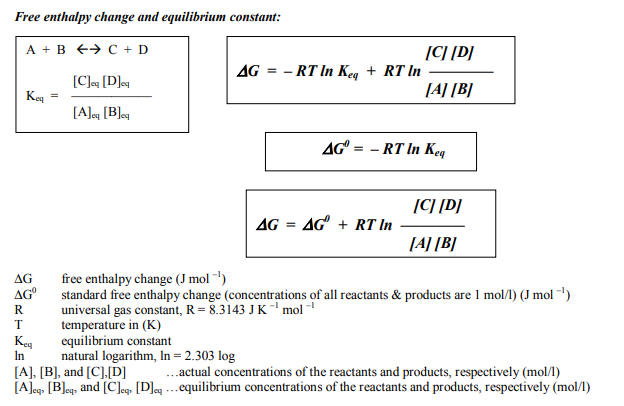 Free enthalpy change and equilibrium constant:
A + B ↔ C + D
Keq = [C]eq [D]eq / [A]eq [B]eq
ΔG = – RT ln Keq + RT ln [C] [D] / [A] [B]
ΔG⁰ = – RT ln Keq
ΔG = ΔG⁰ + RT ln [C] [D] / [A] [B]
ΔG free enthalpy change (J mol ⁻¹)
ΔG⁰ standard free enthalpy change (concentrations of all reactants & products are 1 mol/l) (J mol ⁻¹)
R universal gas constant, R = 8.3143 J K ⁻¹ mol ⁻¹
T temperature in (K)
Keq equilibrium constant
ln natural logarithm, ln = 2.303 log
[A], [B], and [C],[D] …actual concentrations of the reactants and products, respectively (mol/l)
[A]eq, [B]eq, and [C]eq, [D]eq …equilibrium concentrations of the reactants and products, respectively (mol/l)